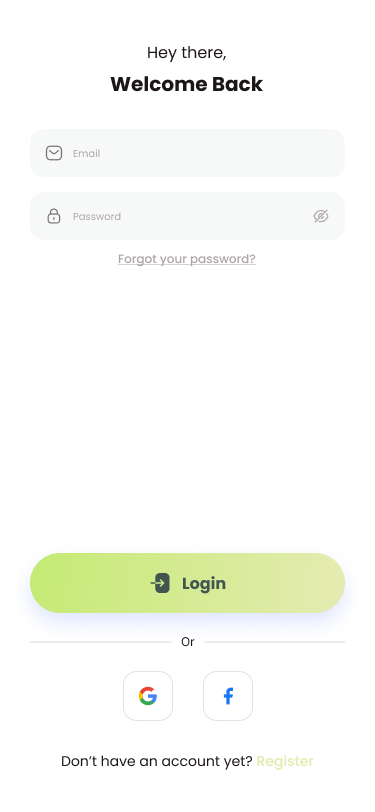 Hey there,
Welcome Back
Email
Password
Forgot your password?
Login
Or
Don’t have an account yet? Register